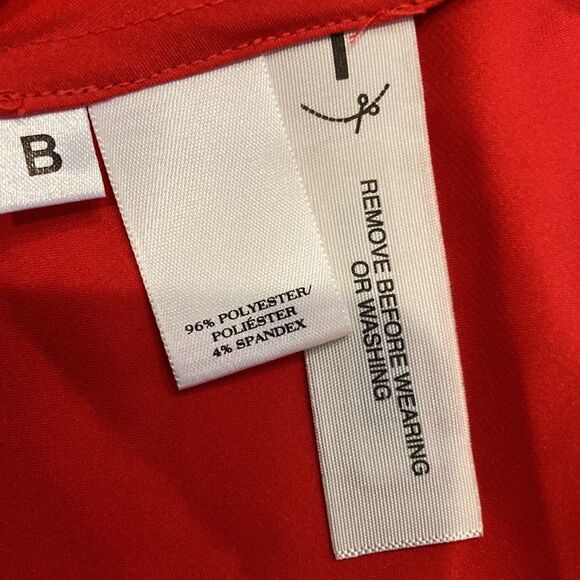 B
96% POLYESTER/
POLIÉSTER
4% SPANDEX
REMOVE BEFORE WEARING
OR WASHING